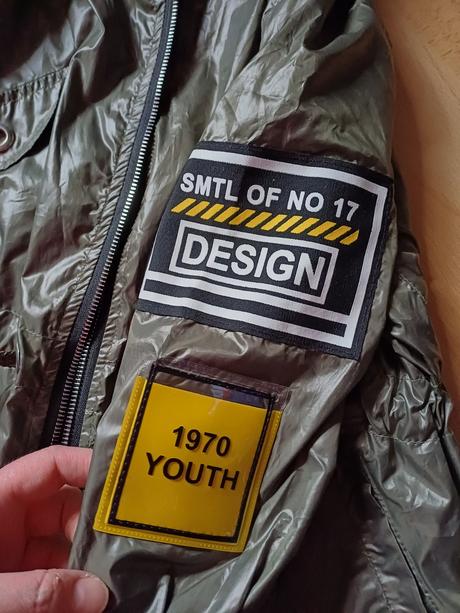 SMTL OF NO 17
DESIGN
1970
YOUTH